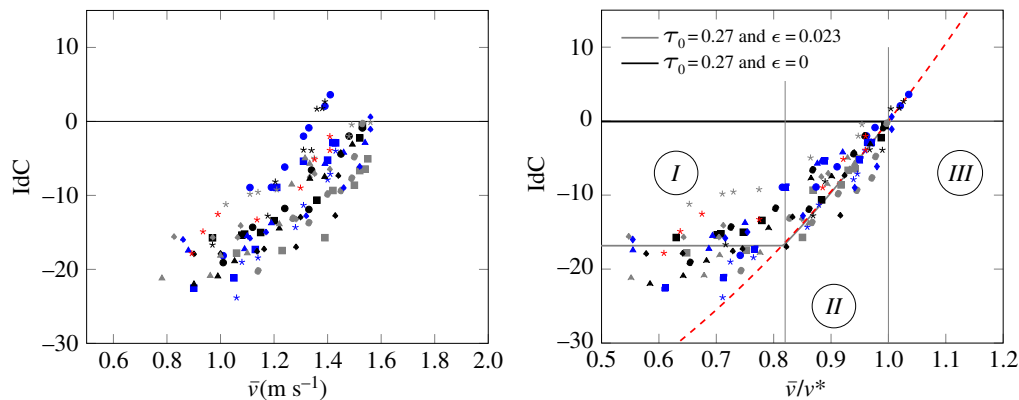 10
0
−10
−20
−30
IdC
0.6 0.8 1.0 1.2 1.4 1.6 1.8 2.0
v̄(m s⁻¹)
τ₀=0.27 and ϵ=0.023
τ₀=0.27 and ϵ=0
I
II
III
10
0
−10
−20
−30
IdC
0.5 0.6 0.7 0.8 0.9 1.0 1.1 1.2
v̄/v*